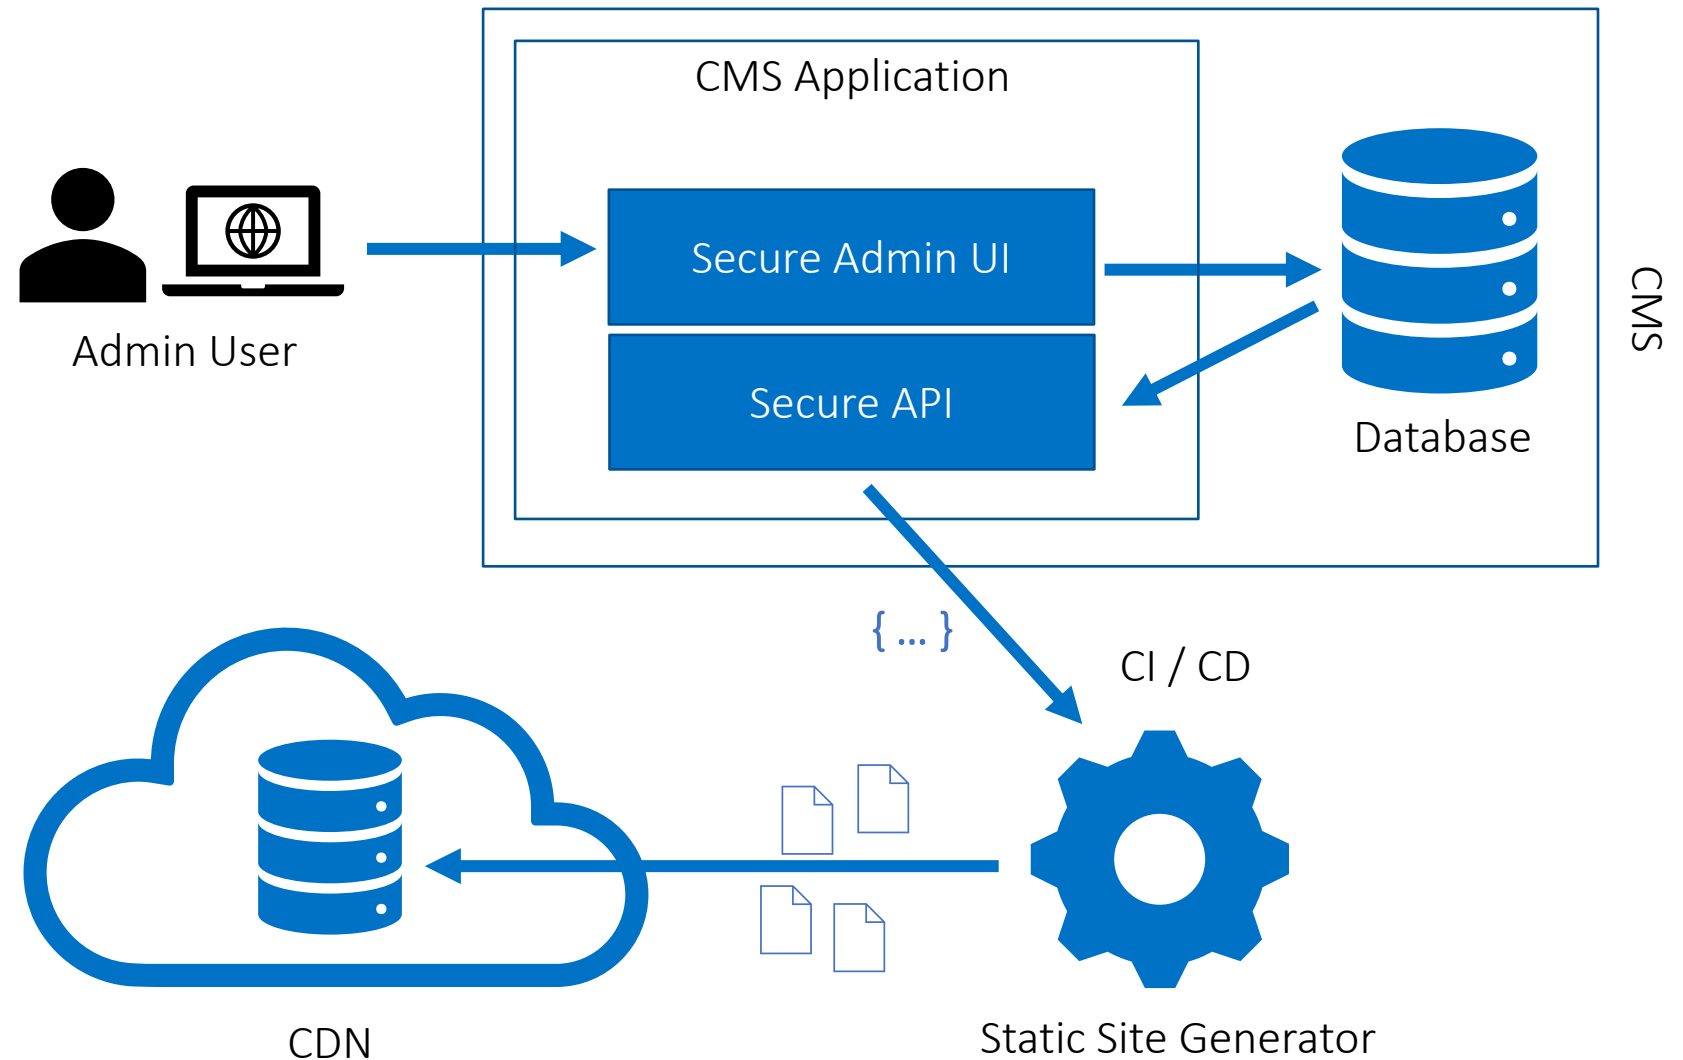 CMS Application
Secure Admin UI
Admin User
Secure API
Database
CMS
{ ... }
CI / CD
CDN
Static Site Generator